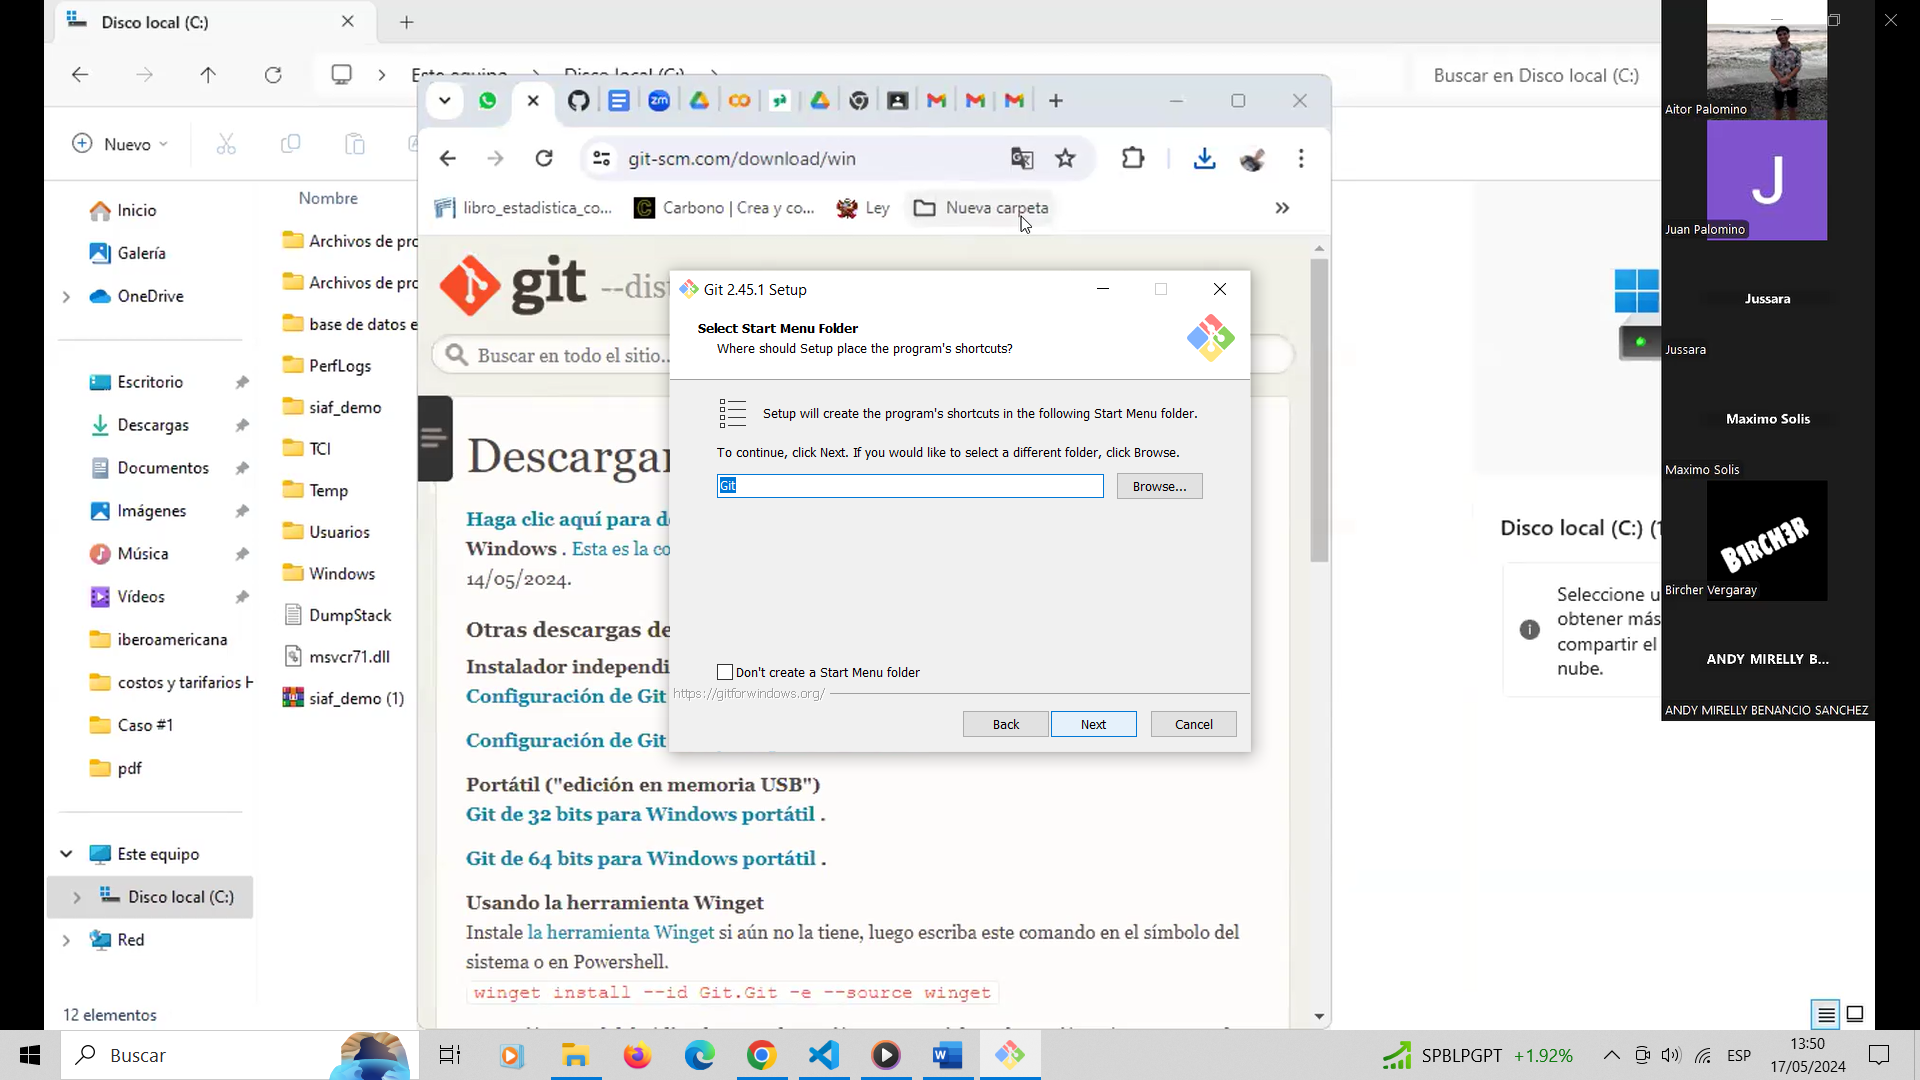 Disco local (C:)
Buscar en Disco local (C:)
Nuevo
Nombre
Inicio
Galería
OneDrive
Escritorio
Descargas
Documentos
Imágenes
Música
Vídeos
iberoamericana
costos y tarifarios H
Caso #1
pdf
Este equipo
Disco local (C:)
Red
12 elementos
Archivos de pro
Archivos de pro
base de datos e
PerfLogs
siaf_demo
TCI
Temp
Usuarios
Windows
DumpStack
msvcr71.dll
siaf_demo (1)
git-scm.com/download/win
libro_estadistica_co...
Carbono | Crea y co...
Ley
Nueva carpeta
git --dis
Buscar en todo el sitio...
Descargar
Haga clic aquí para d
Windows . Esta es la co
14/05/2024.
Otras descargas de
Instalador independi
Configuración de Git
Configuración de Git
Portátil ("edición en memoria USB")
Git de 32 bits para Windows portátil .
Git de 64 bits para Windows portátil .
Usando la herramienta Winget
Instale la herramienta Winget si aún no la tiene, luego escriba este comando en el símbolo del
sistema o en Powershell.
winget install --id Git.Git -e --source winget
Git 2.45.1 Setup
Select Start Menu Folder
Where should Setup place the program's shortcuts?
Setup will create the program's shortcuts in the following Start Menu folder.
To continue, click Next. If you would like to select a different folder, click Browse.
Git
Browse...
Don't create a Start Menu folder
https://gitforwindows.org/
Back
Next
Cancel
Disco local (C:) (
Seleccione u
obtener más
compartir el
nube.
Aitor Palomino
J
Juan Palomino
Jussara
Jussara
Maximo Solis
Maximo Solis
B1RCH3R
Bircher Vergaray
ANDY MIRELLY B...
ANDY MIRELLY BENANCIO SANCHEZ
Buscar
SPBLPGPT +1.92%
ESP
13:50
17/05/2024